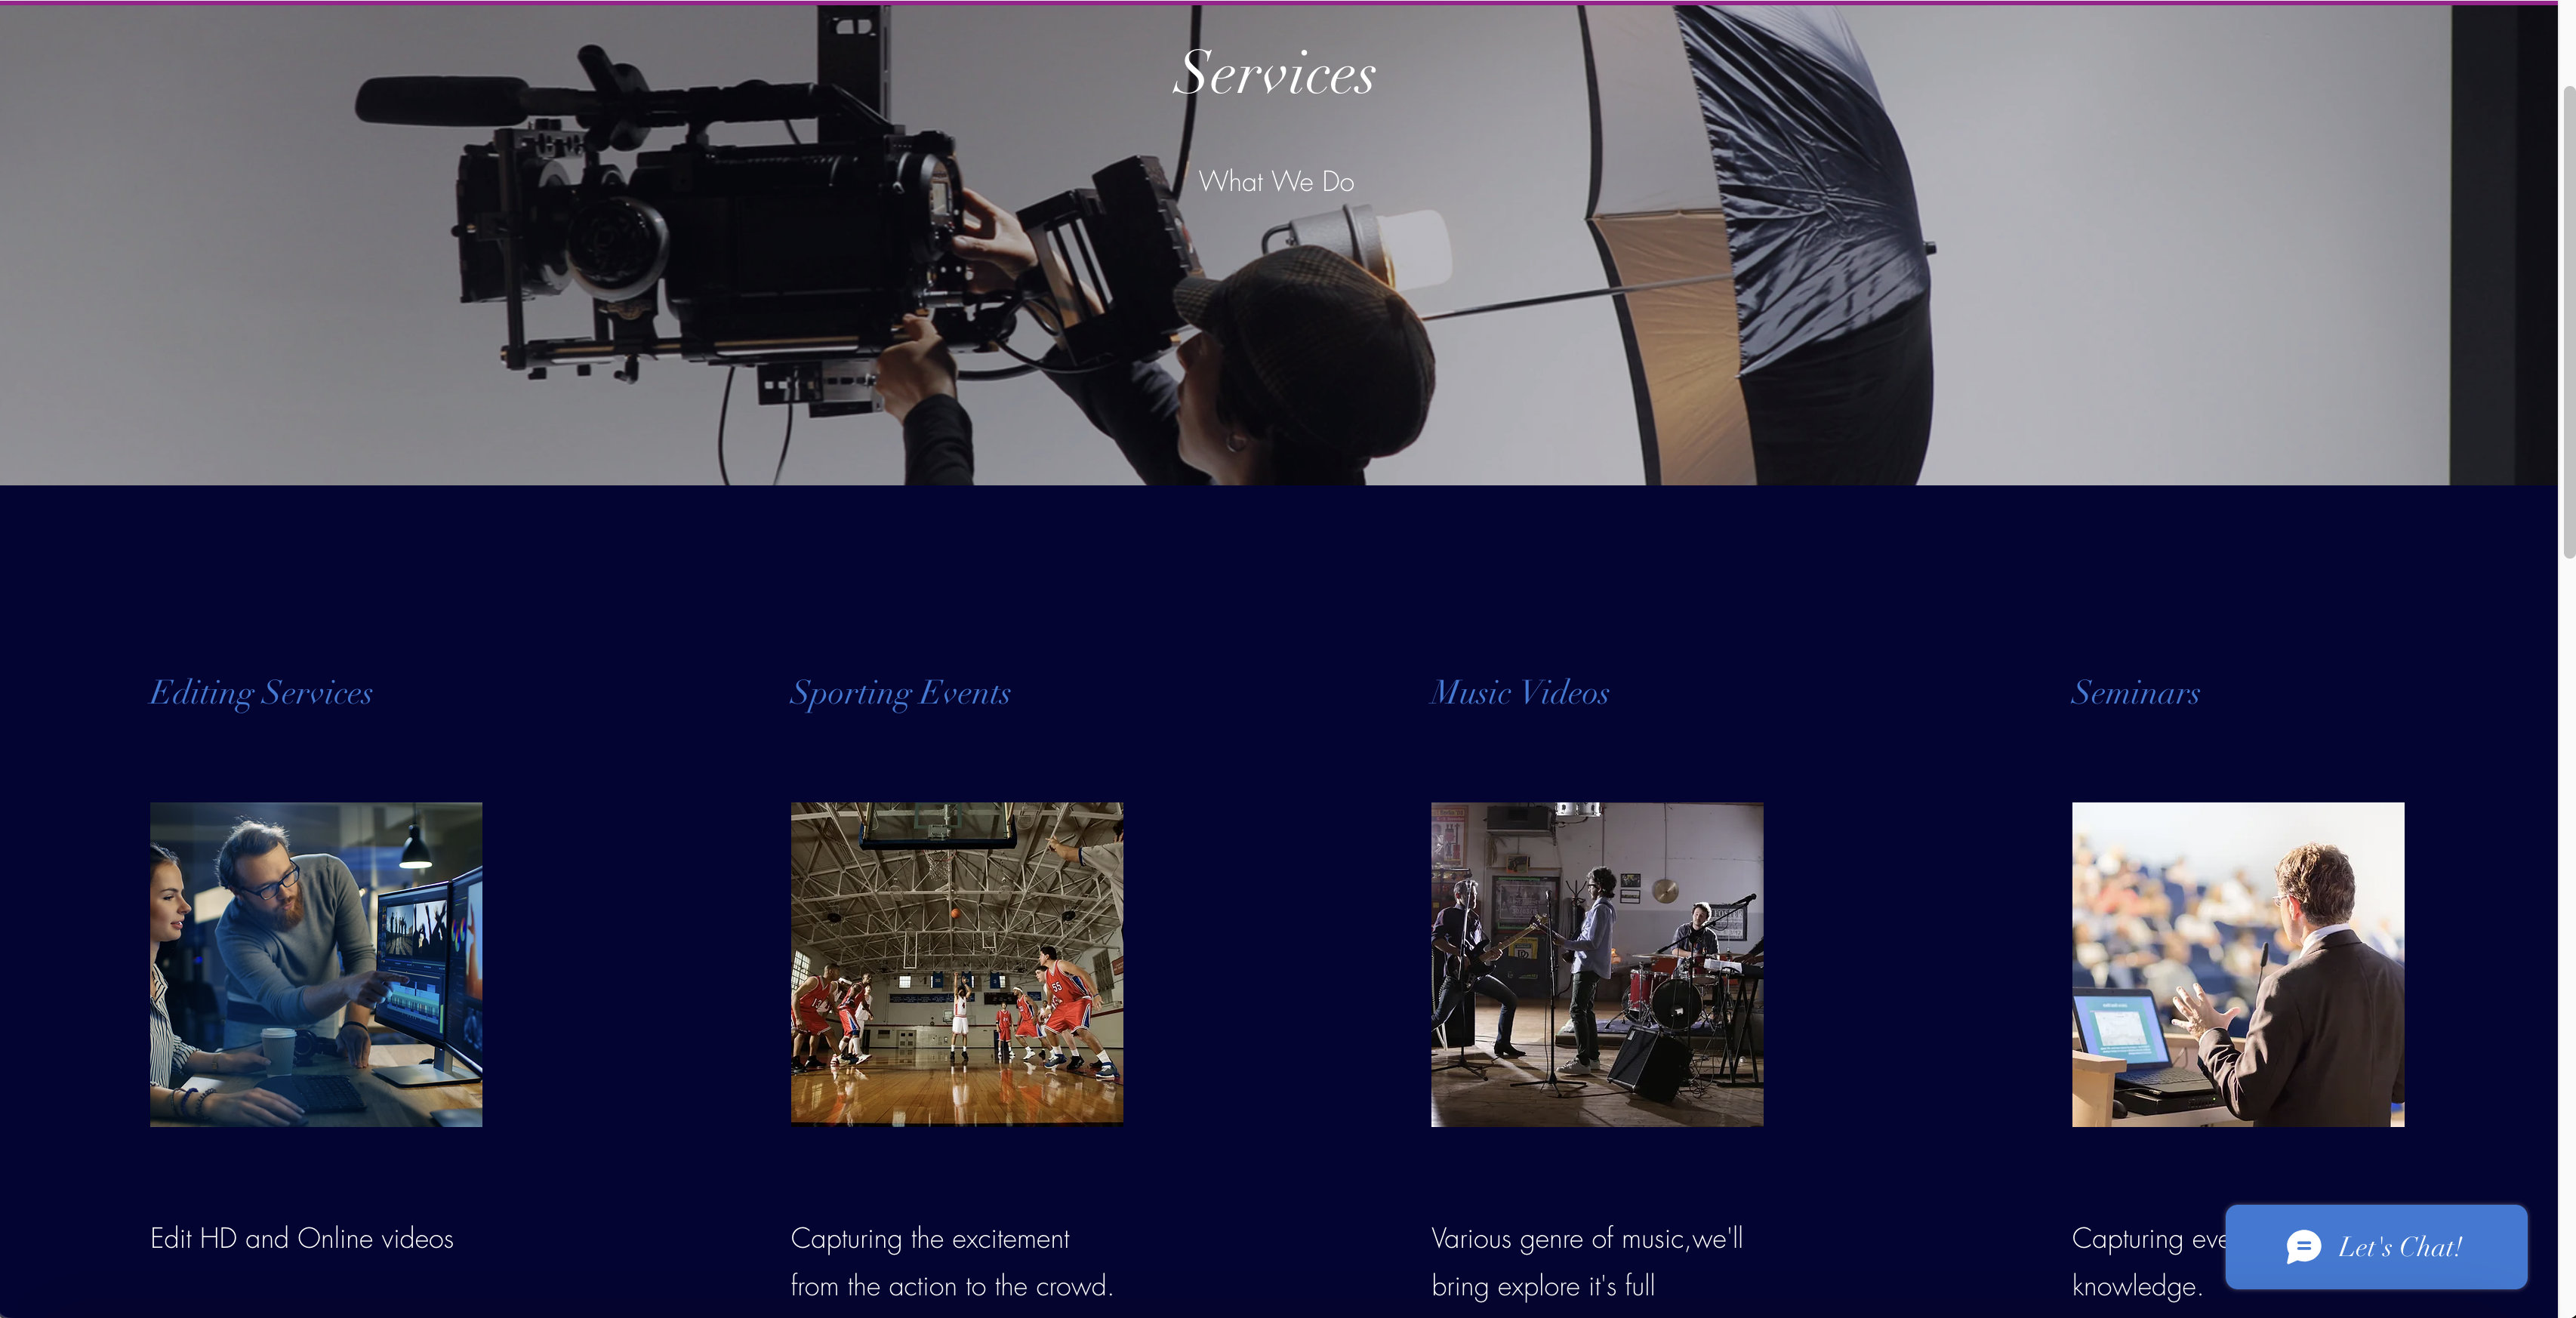 Services
What We Do
Editing Services
Sporting Events
Music Videos
Seminars
55
Edit HD and Online videos
Capturing the excitement
from the action to the crowd.
Various genre of music,we'll
bring explore it's full
Capturing
knowledge.
Let's Chat!